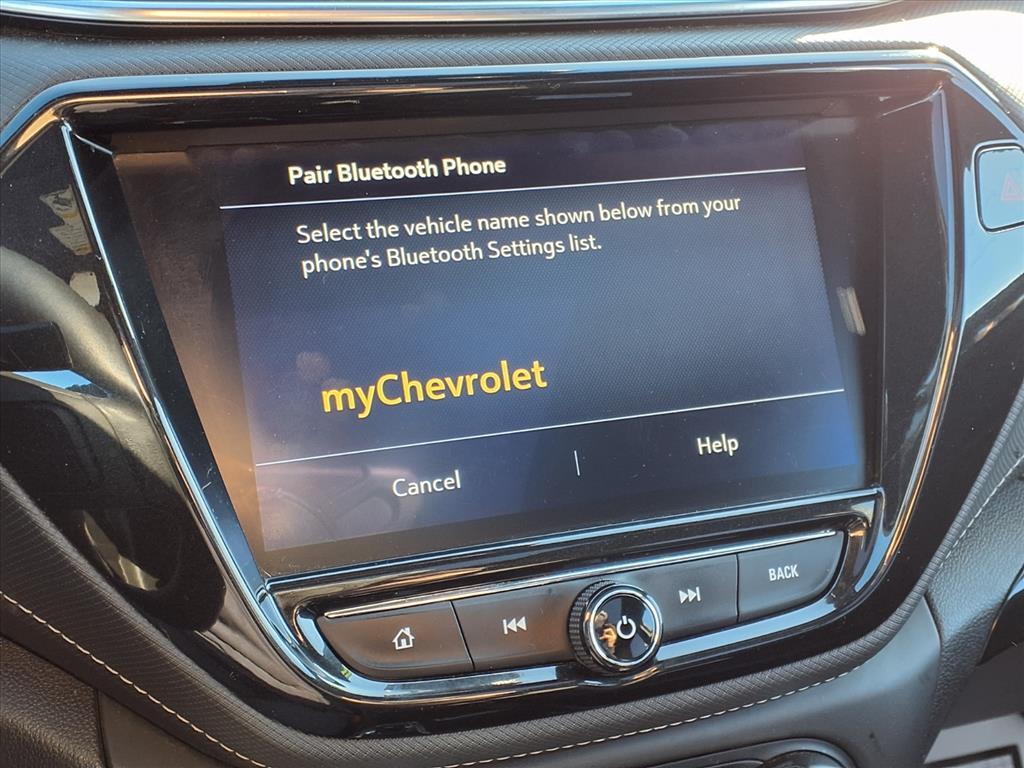 Pair Bluetooth Phone
Select the vehicle name shown below from your
phone's Bluetooth Settings list.
myChevrolet
Cancel
Help
BACK